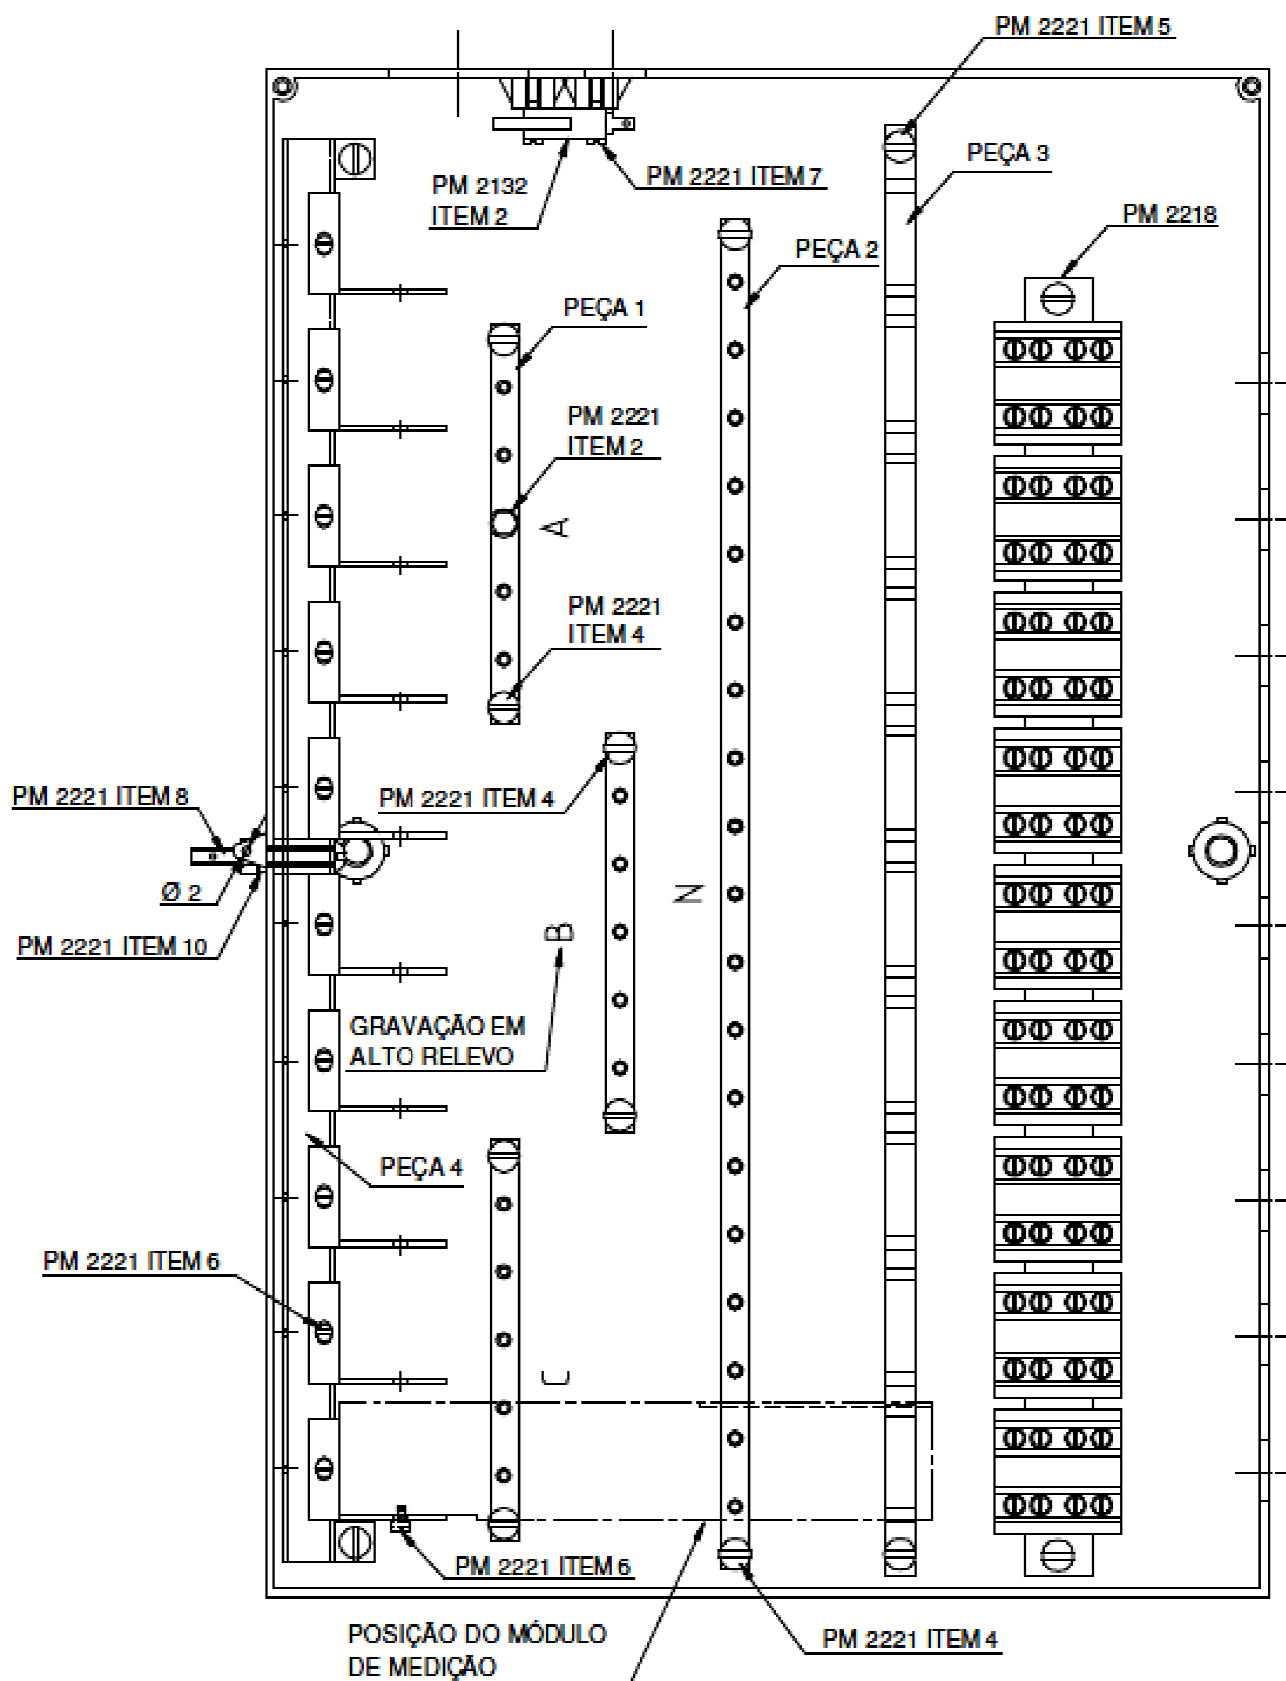 PM 2221 ITEM 5
PEÇA 3
PM 2221 ITEM 7
PM 2132
ITEM 2
PM 2218
PEÇA 2
PEÇA 1
PM 2221
ITEM 2
A
PM 2221
ITEM 4
PM 2221 ITEM 8
PM 2221 ITEM 4
Ø 2
N
PM 2221 ITEM 10
B
GRAVAÇÃO EM
ALTO RELEVO
PEÇA 4
PM 2221 ITEM 6
C
PM 2221 ITEM 6
POSIÇÃO DO MÓDULO
DE MEDIÇÃO
PM 2221 ITEM 4